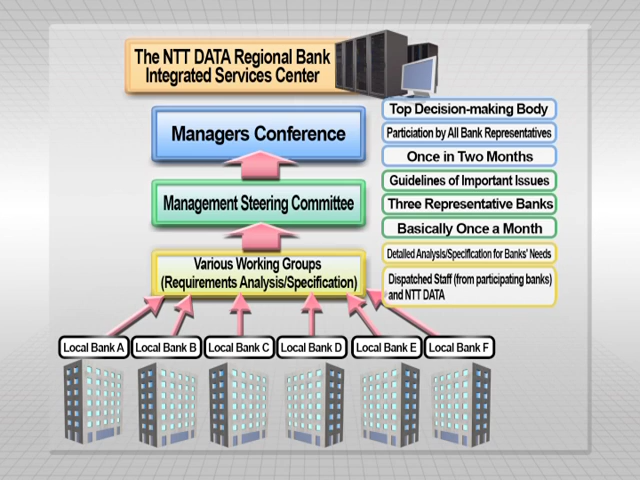 The NTT DATA Regional Bank
Integrated Services Center
Managers Conference
Top Decision-making Body
Particiation by All Bank Representatives
Once in Two Months
Management Steering Committee
Guidelines of Important Issues
Three Representative Banks
Basically Once a Month
Various Working Groups
(Requirements Analysis/Specification)
Detailed Analysis/Specification for Banks' Needs
Dispatched Staff (from participating banks)
and NTT DATA
Local Bank A
Local Bank B
Local Bank C
Local Bank D
Local Bank E
Local Bank F